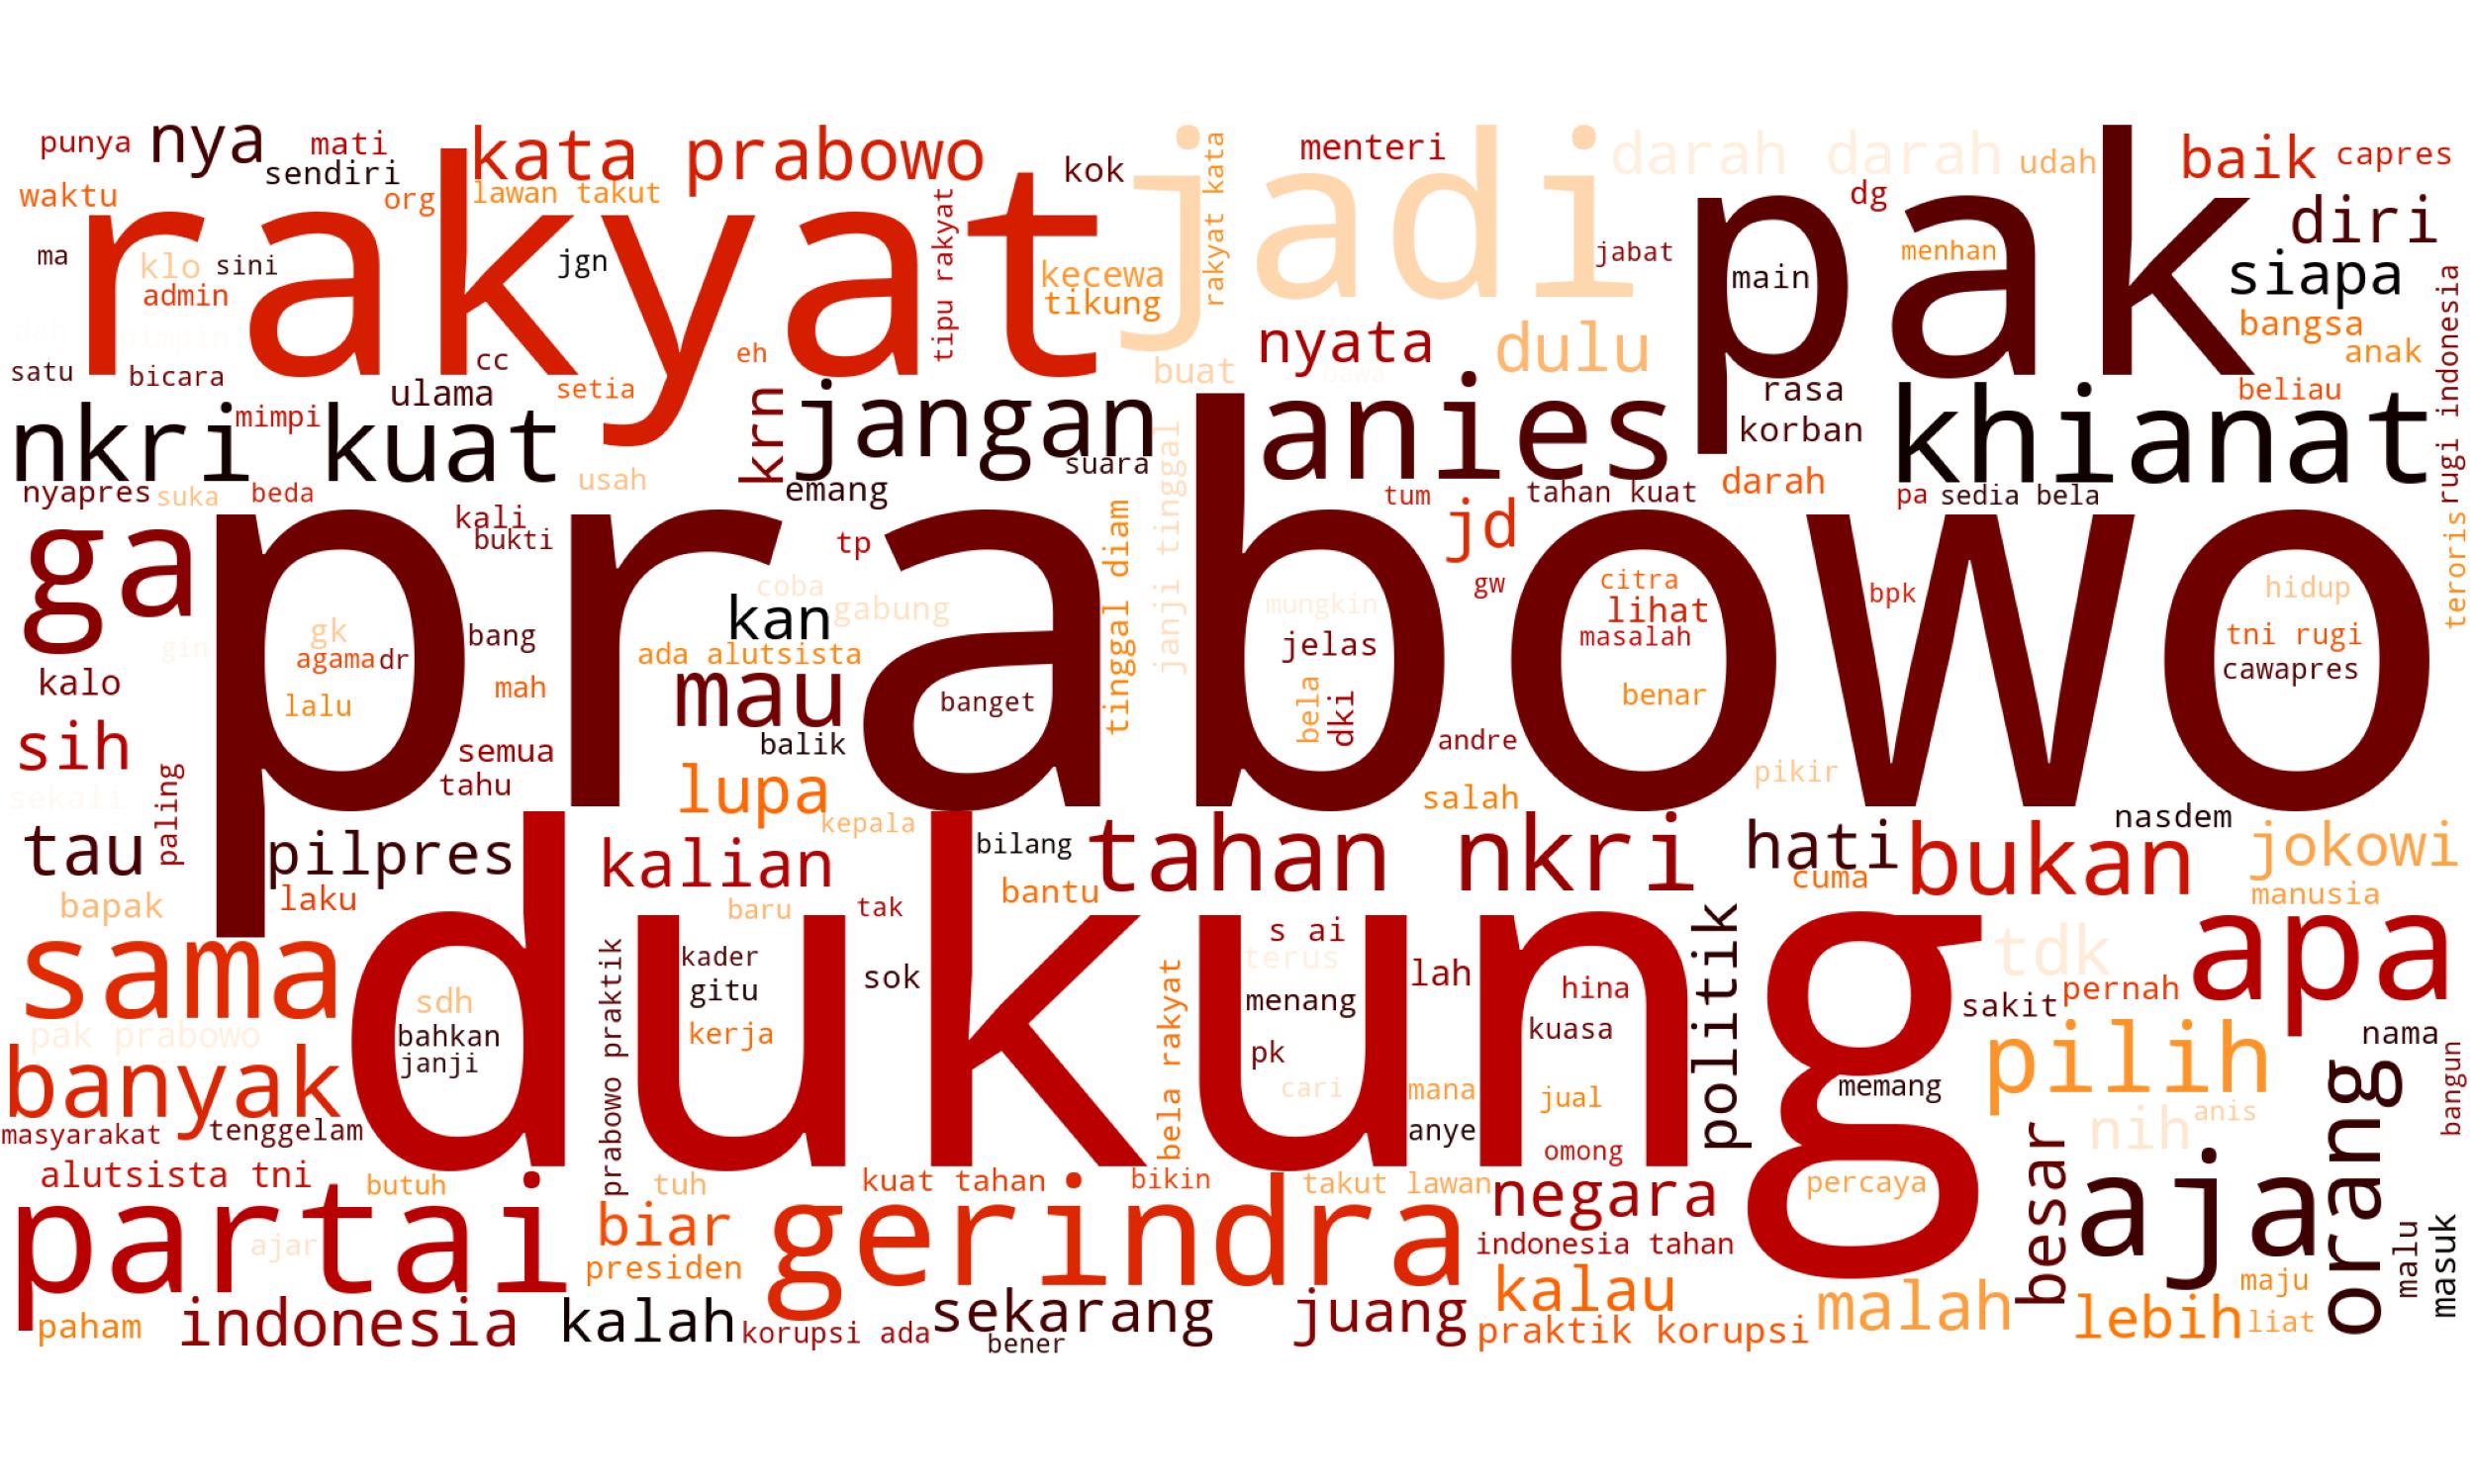 punya
nya
mati
sendiri
waktu
org
kata prabowo
lawan takut
kok
rakyat
tipu rakyat
jadi
rakyat kata
menteri
darah darah
udah
baik
capres
dg
pak
diri
ma
klo
sini
admin
jgn
kecewa
tikung
jabat
menhan
main
siapa
rugi indonesia
bangsa
anak
satu
bicara
cc
eh
setia
ulama
buat
nyata
dulu
rasa
korban
beliau
nkri
mimpi
kuat
krn
jangan
suara
janji tinggal
anies
khianat
nyapres
suka
beda
usah
emang
tum
tahan kuat
darah
pa
sedia bela
teroris
ga
prabowo
kali
bukti
tp
tinggal diam
jd
gw
citra
lihat
masalah
bpk
hidup
tni rugi
cawapres
coba
kan
gabung
mungkin
jelas
gin
gk
agama
dr
bang
ada alutsista
kalo
lalu
mah
mau
banget
bela
dki
benar
sih
semua
balik
andre
tahu
pikir
sekali
paling
lupa
kepala
salah
nasdem
tau
pilpres
kalian
bilang
tahan nkri
hati
bukan
jokowi
laku
bapak
baru
tak
bantu
cuma
manusia
sama
dukung
prabowo praktik
kader
gitu
kerja
sok
s ai
terus
menang
lah
hina
kuasa
politik
tdk
apa
sakit
pernah
sdh
bahkan
janji
pak prabowo
banyak
masyarakat
tenggelam
bela rakyat
pk
cari
mana
anye
jual
omong
memang
pilih
nama
nih
anis
orang
bangun
alutsista tni
butuh
tuh
kuat tahan
bikin
takut lawan
negara
percaya
besar
aja
partai
ajar
biar
presiden
gerindra
indonesia tahan
malu
masuk
paham
indonesia
kalah
korupsi ada
sekarang
bener
juang
kalau
praktik korupsi
malah
lebih
maju
liat